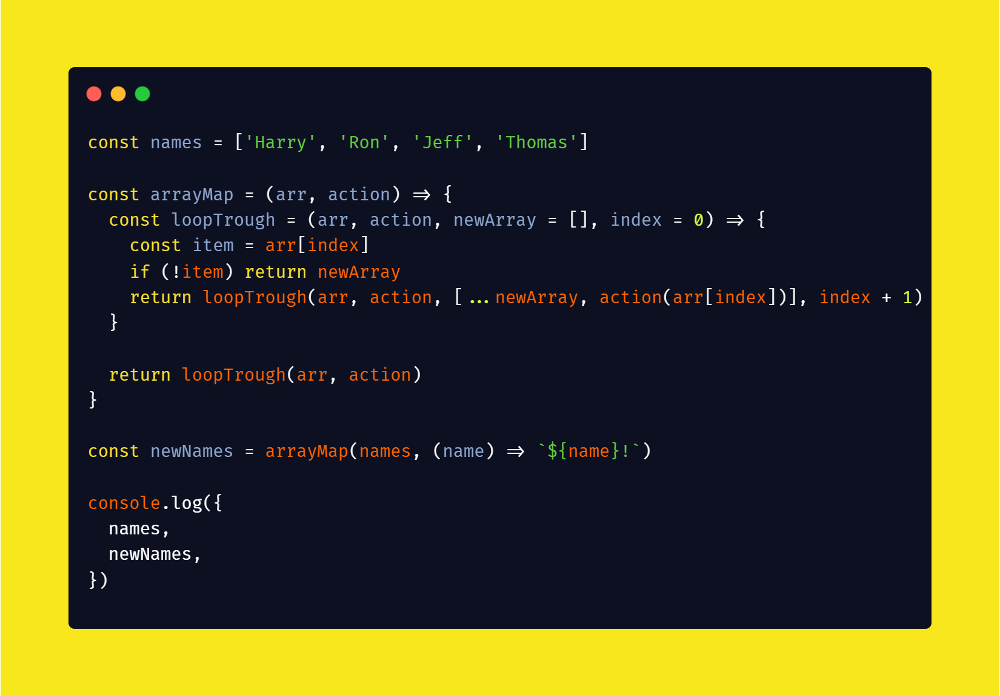 const names = ['Harry', 'Ron', 'Jeff', 'Thomas']

const arrayMap = (arr, action) => {
  const loopTrough = (arr, action, newArray = [], index = 0) => {
    const item = arr[index]
    if (!item) return newArray
    return loopTrough(arr, action, [...newArray, action(arr[index])], index + 1)
  }

  return loopTrough(arr, action)
}

const newNames = arrayMap(names, (name) => `${name}!`)

console.log({
  names,
  newNames,
})